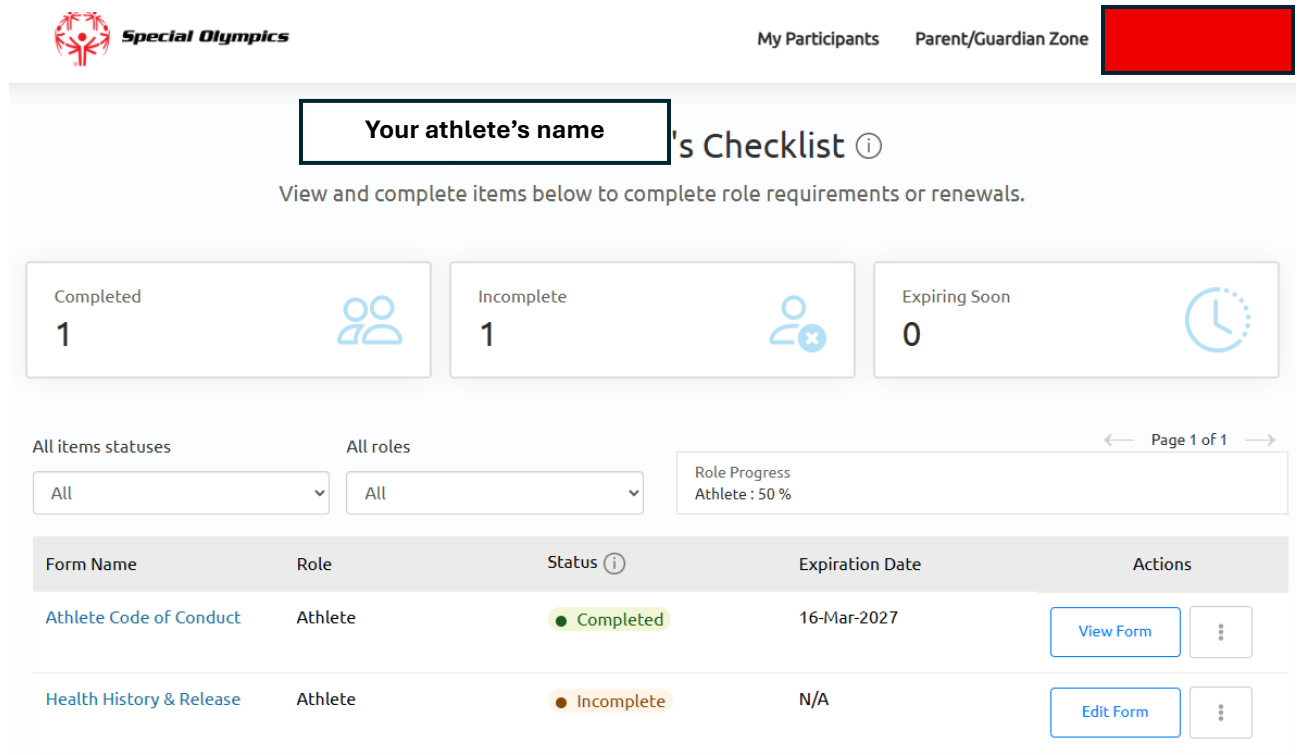 Special Olympics
My Participants Parent/Guardian Zone
Your athlete's name
's Checklist
View and complete items below to complete role requirements or renewals.
Completed
1
Incomplete
1
Expiring Soon
0
All items statuses
All roles
Page 1 of 1
All
All
Role Progress
Athlete : 50 %
Form Name Role Status Expiration Date Actions
Athlete Code of Conduct Athlete Completed 16-Mar-2027 View Form
Health History & Release Athlete Incomplete N/A Edit Form